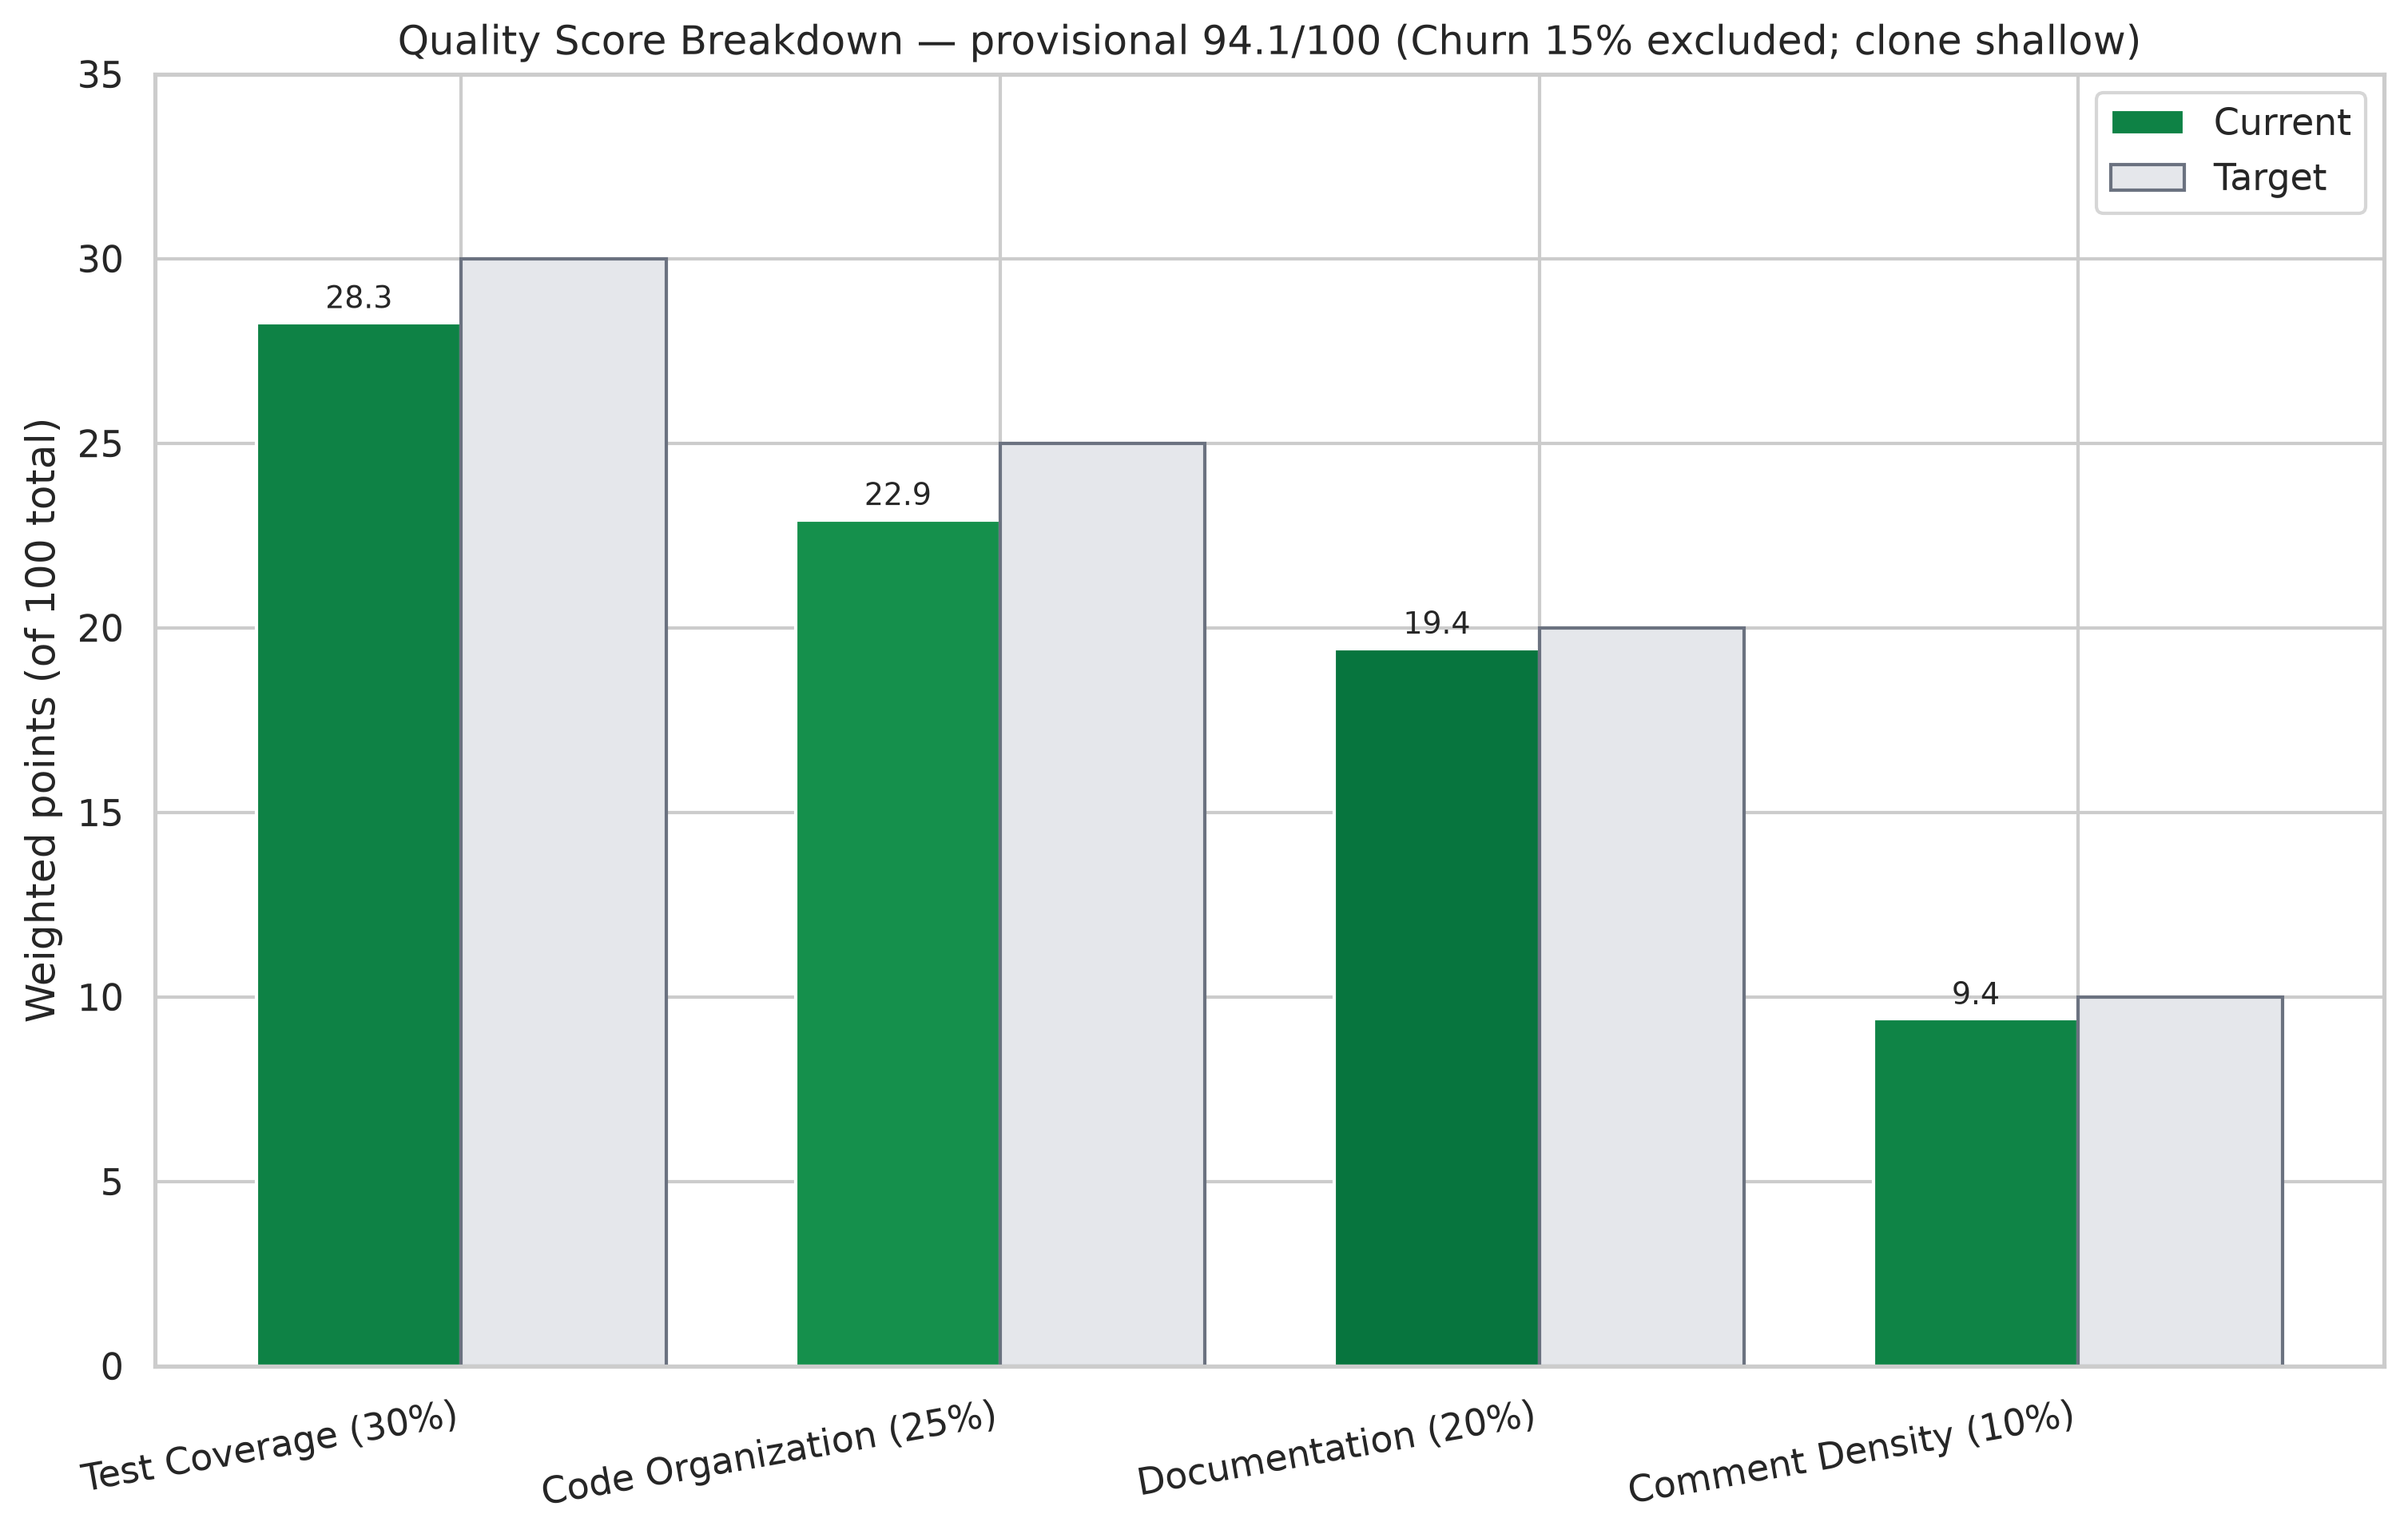 Quality Score Breakdown — provisional 94.1/100 (Churn 15% excluded; clone shallow)
Current
Target
Weighted points (of 100 total)
35
30
25
20
15
10
5
0
28.3
22.9
19.4
9.4
Test Coverage (30%)
Code Organization (25%)
Documentation (20%)
Comment Density (10%)